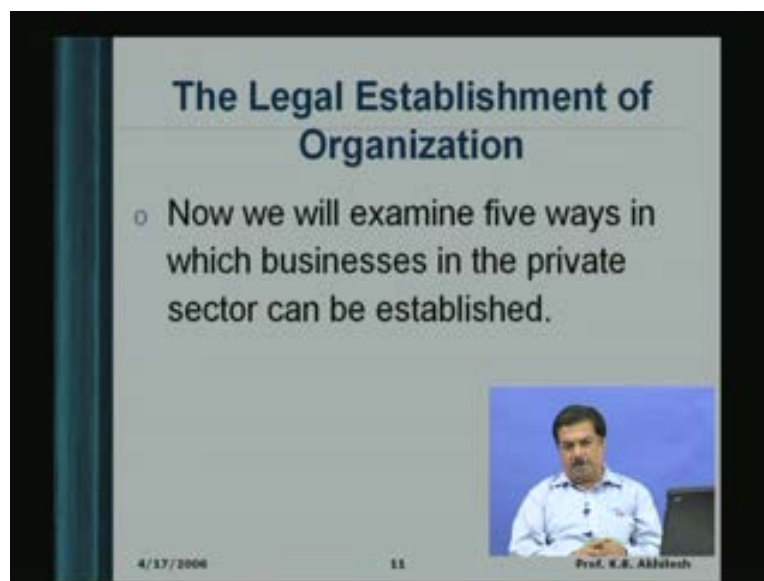 The Legal Establishment of
Organization
o Now we will examine five ways in
which businesses in the private
sector can be established.
4/17/2006
11
Prof. K.B. Akhilesh